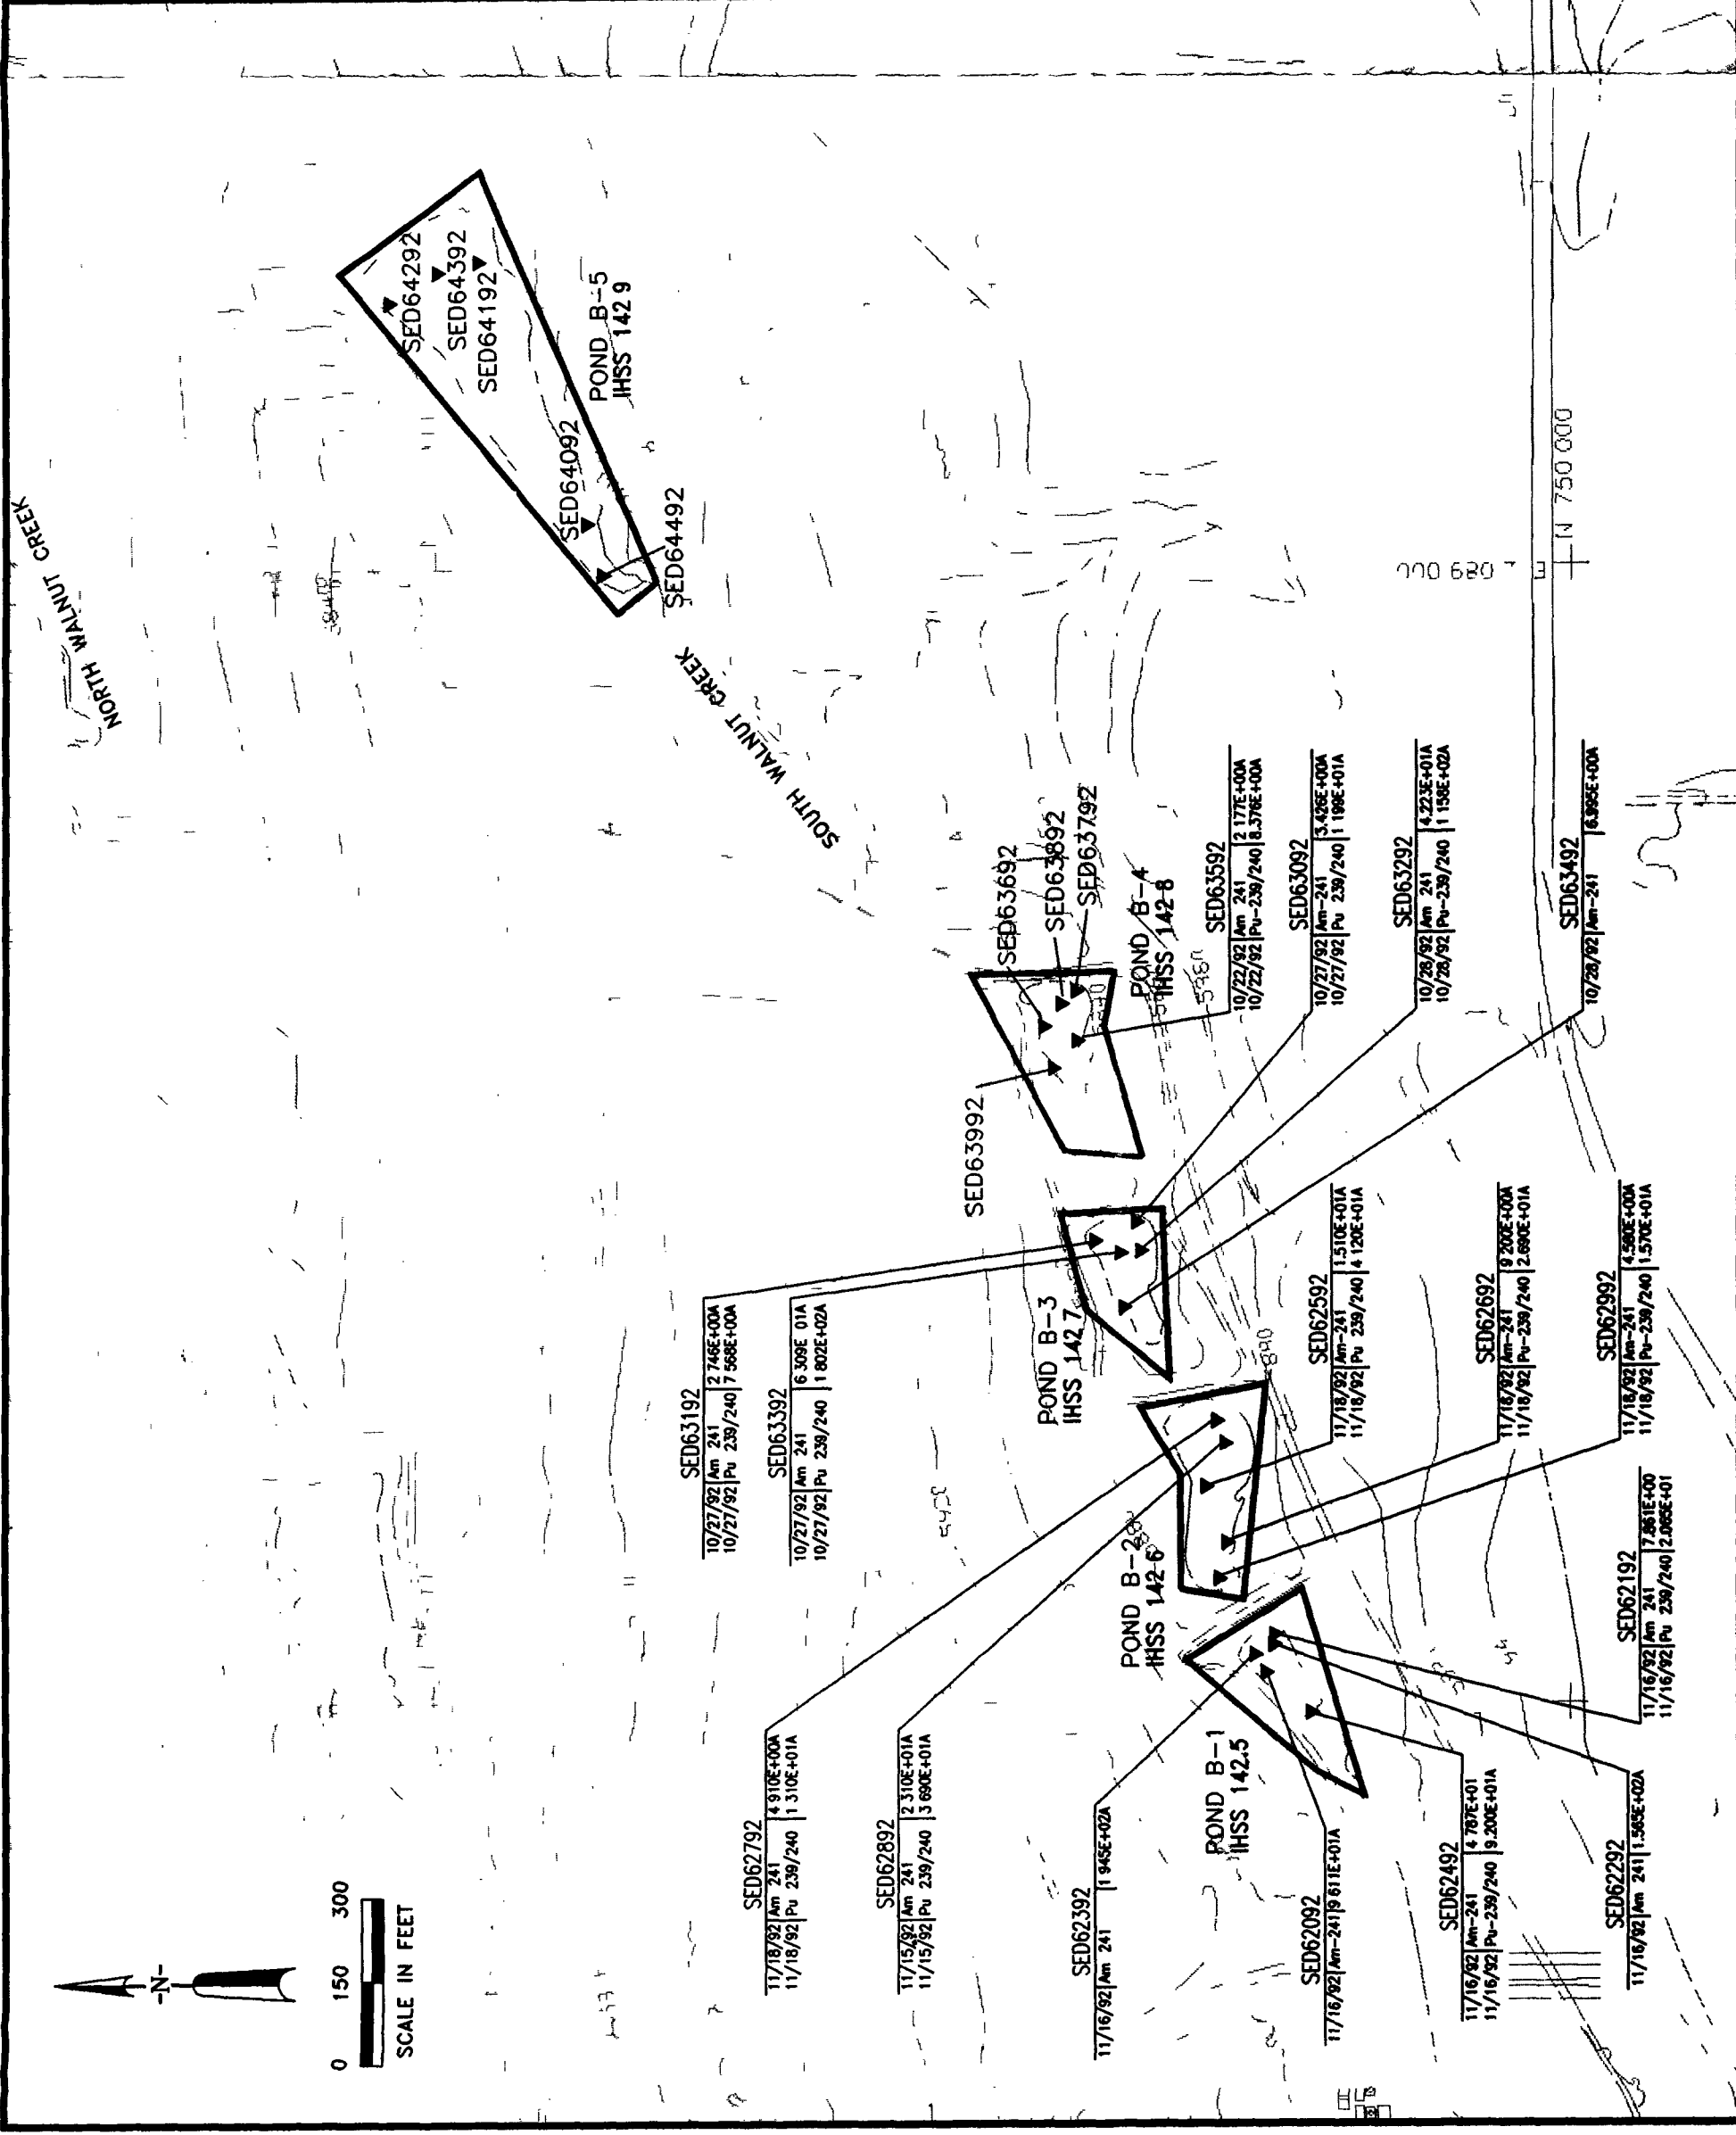 -N-
0 150 300
SCALE IN FEET
NORTH WALNUT CREEK
SOUTH WALNUT CREEK
SED64292
SED64392
SED64192
POND B-5
IHSS 142 9
SED64092
SED64492
SED63192
10/27/92 Am 241 2 746E+00A
10/27/92 Pu 239/240 7 568E+00A
SED63392
10/27/92 Am 241 6 309E 01A
10/27/92 Pu 239/240 1 802E+02A
SED62792
11/18/92 Am 241 4 910E+00A
11/18/92 Pu 239/240 1 310E+01A
SED62892
11/15/92 Am 241 2 310E+01A
11/15/92 Pu 239/240 3 690E+01A
SED62392
11/16/92 Am 241 1 945E+02A
SED62092
11/16/92 Am-241 9 611E+01A
SED62492
11/16/92 Am-241 4 787E+01
11/16/92 Pu-239/240 9.200E+01A
SED62292
11/16/92 Am 241 1.565E+02A
POND B-1
IHSS 142.5
POND B-2
IHSS 142-6
POND B-3
IHSS 142 7
SED63992
SED63692
SED63892
SED63792
POND B-4
IHSS 142-8
SED63592
10/22/92 Am 241 2 177E+00A
10/22/92 Pu-239/240 8.376E+00A
SED63092
10/27/92 Am-241 3.426E+00A
10/27/92 Pu 239/240 1 199E+01A
SED63292
10/28/92 Am 241 4.223E+01A
10/28/92 Pu-239/240 1 158E+02A
SED63492
10/28/92 Am-241 6.995E+00A
SED62592
11/18/92 Am-241 1.510E+01A
11/18/92 Pu 239/240 4 120E+01A
SED62692
11/18/92 Am-241 9 200E+00A
11/18/92 Pu-239/240 2.690E+01A
SED62992
11/18/92 Am-241 4.580E+00A
11/18/92 Pu-239/240 1.570E+01A
SED62192
11/16/92 Am 241 7.861E+00
11/16/92 Pu 239/240 2.065E+01
N 750 000
E